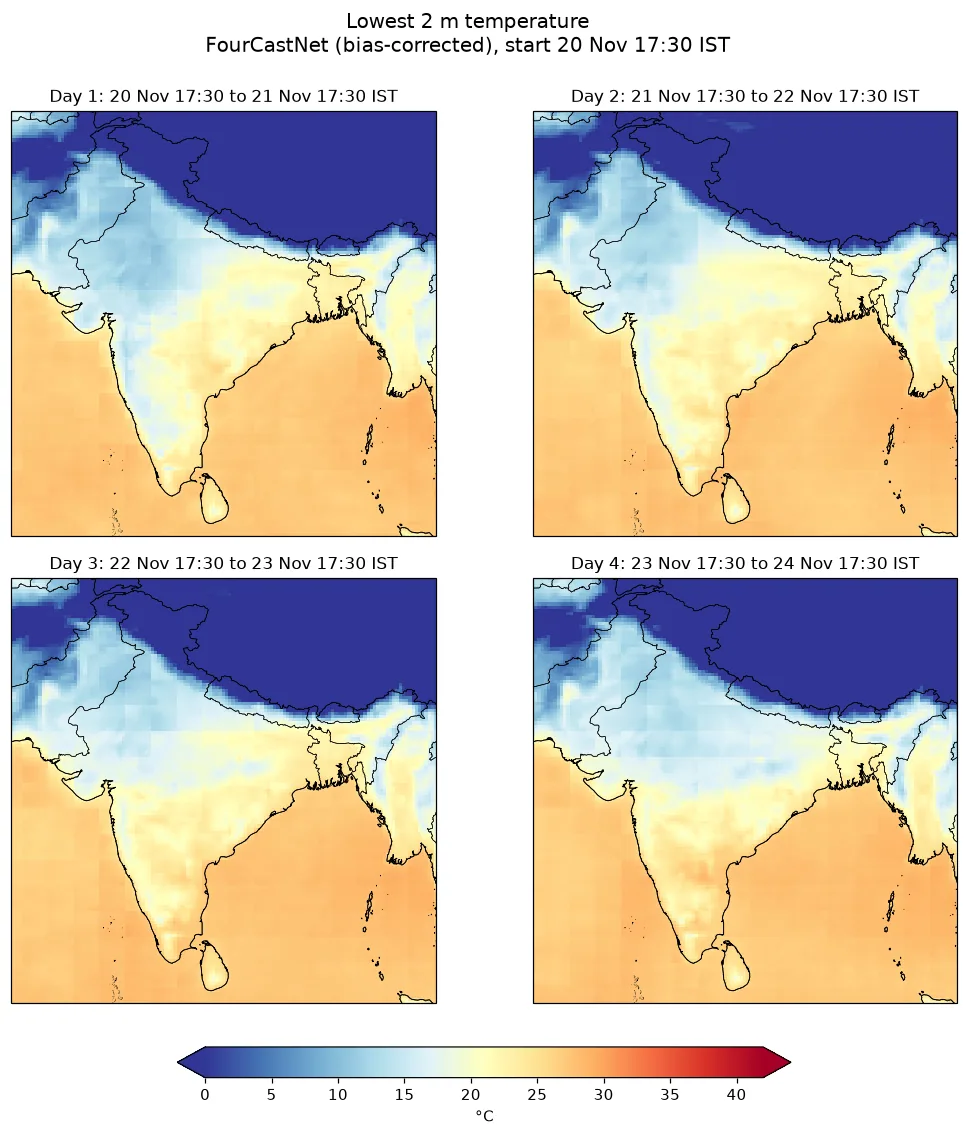 Lowest 2 m temperature
FourCastNet (bias-corrected), start 20 Nov 17:30 IST
Day 1: 20 Nov 17:30 to 21 Nov 17:30 IST
Day 2: 21 Nov 17:30 to 22 Nov 17:30 IST
Day 3: 22 Nov 17:30 to 23 Nov 17:30 IST
Day 4: 23 Nov 17:30 to 24 Nov 17:30 IST
0 5 10 15 20 25 30 35 40
°C